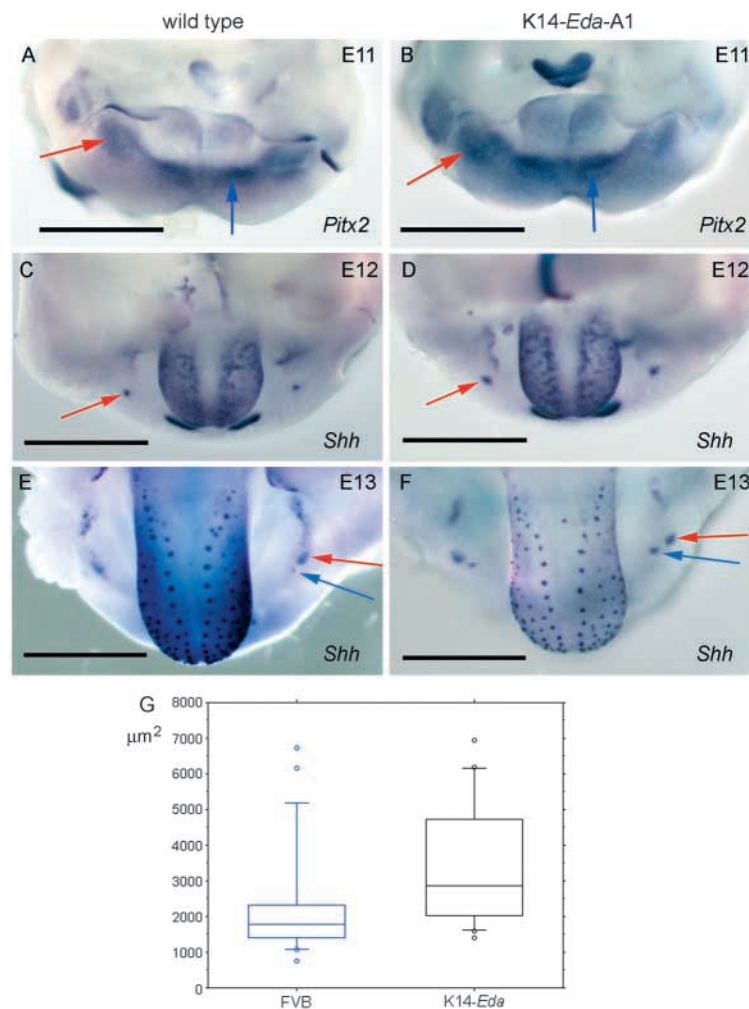 wild type K14-Eda-A1
A E11 B E11
Pitx2 Pitx2
C E12 D E12
Shh Shh
E E13 F E13
Shh Shh
G
μm²
8000
7000
6000
5000
4000
3000
2000
1000
0
FVB K14-Eda